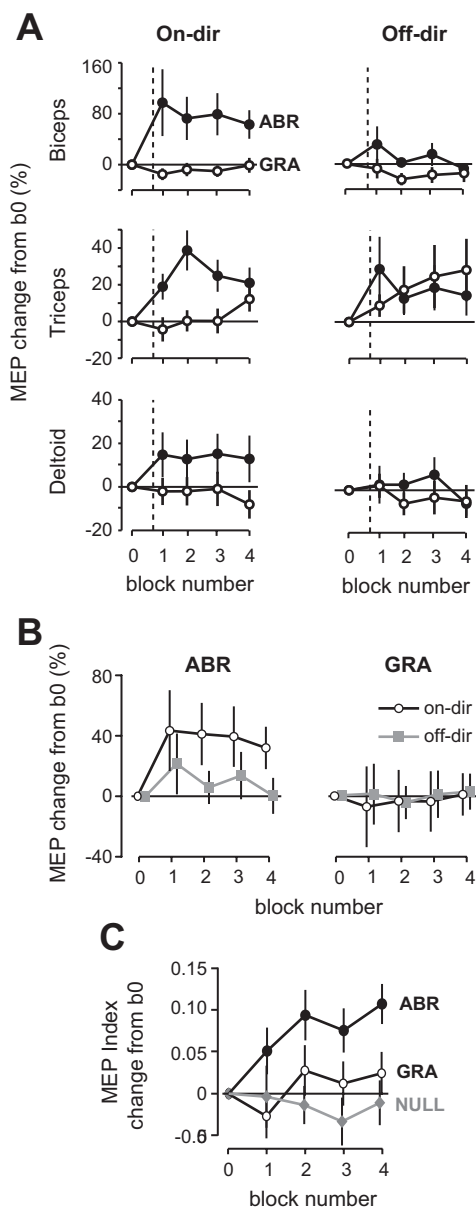 A
On-dir Off-dir
MEP change from b0 (%)
Biceps
160
80
0
ABR
GRA
Triceps
40
20
0
-20
Deltoid
40
20
0
-20
0 1 2 3 4 0 1 2 3 4
block number block number
B
ABR GRA
MEP change from b0 (%)
80
40
0
-40
on-dir
off-dir
0 1 2 3 4 0 1 2 3 4
block number
C
MEP Index
change from b0
0.15
0.10
0.05
0
ABR
GRA
NULL
0 1 2 3 4
block number